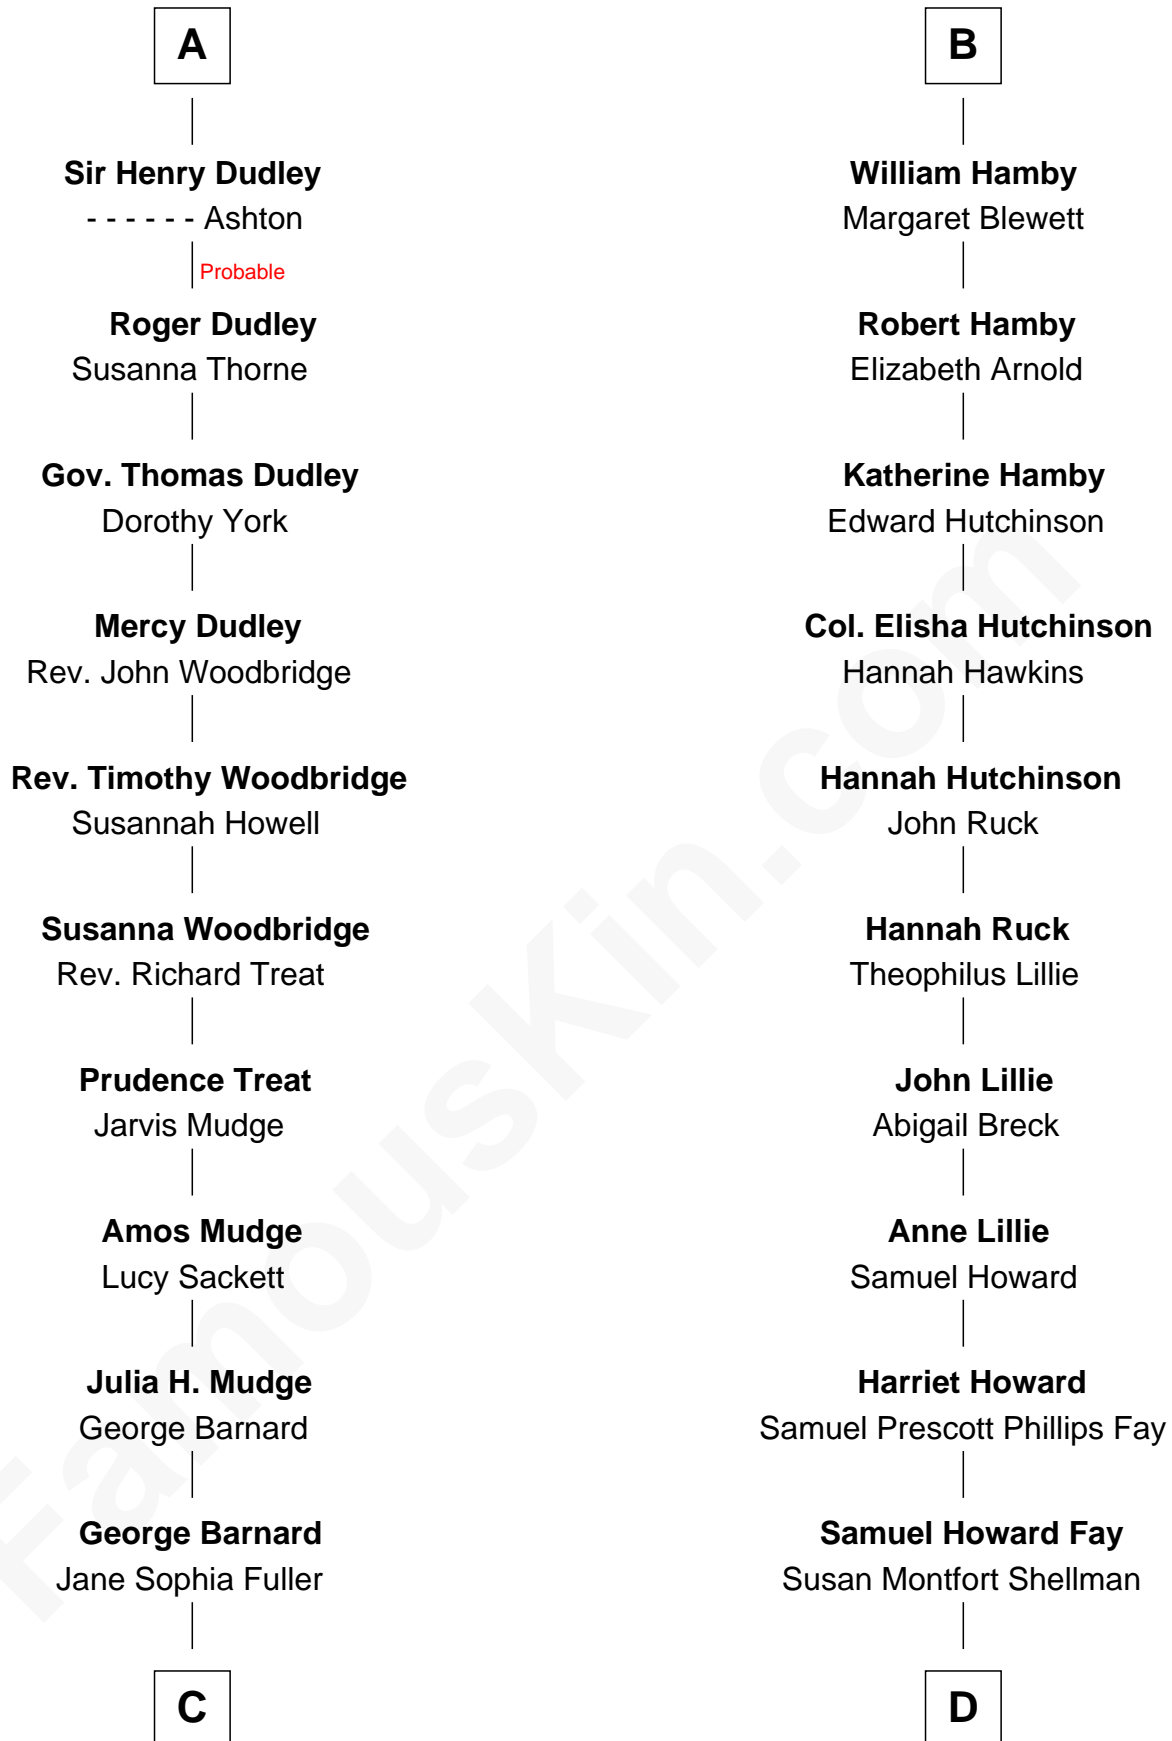 A
Sir Henry Dudley
- - - - - - Ashton
Probable
Roger Dudley
Susanna Thorne
Gov. Thomas Dudley
Dorothy York
Mercy Dudley
Rev. John Woodbridge
Rev. Timothy Woodbridge
Susannah Howell
Susanna Woodbridge
Rev. Richard Treat
Prudence Treat
Jarvis Mudge
Amos Mudge
Lucy Sackett
Julia H. Mudge
George Barnard
George Barnard
Jane Sophia Fuller
C
B
William Hamby
Margaret Blewett
Robert Hamby
Elizabeth Arnold
Katherine Hamby
Edward Hutchinson
Col. Elisha Hutchinson
Hannah Hawkins
Hannah Hutchinson
John Ruck
Hannah Ruck
Theophilus Lillie
John Lillie
Abigail Breck
Anne Lillie
Samuel Howard
Harriet Howard
Samuel Prescott Phillips Fay
Samuel Howard Fay
Susan Montfort Shellman
D
FamousKin.com